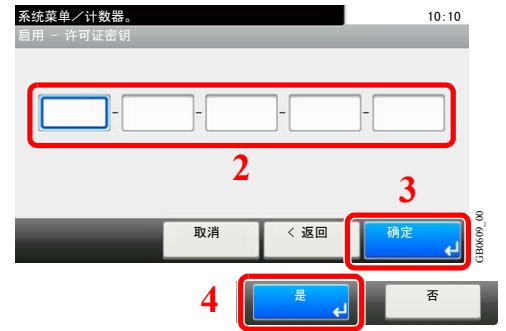 系统菜单／计数器。 10:10
启用 - 许可证密钥
- - - -
2
3
取消 < 返回 确定
GB0609_00
4 是 否